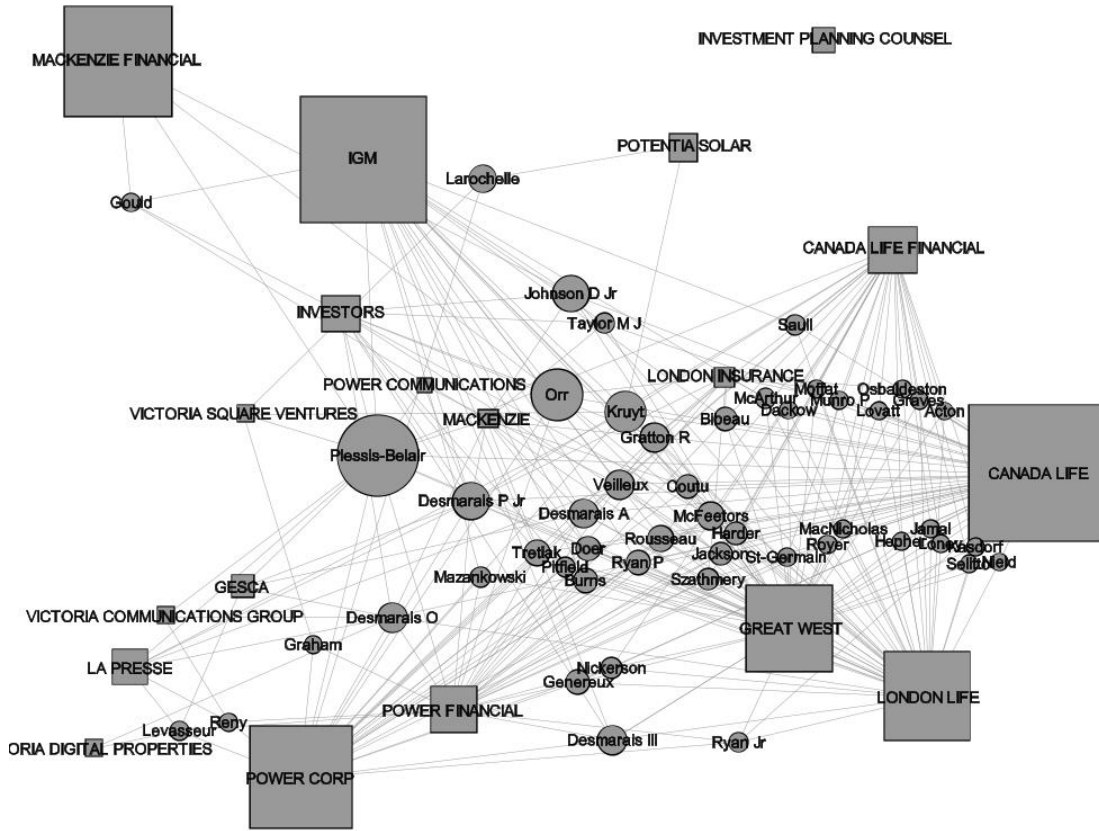 INVESTMENT PLANNING COUNSEL
MACKENZIE FINANCIAL
POTENTIA SOLAR
IGM
Larochelle
Gould
CANADA LIFE FINANCIAL
Johnson D Jr
INVESTORS
Taylor M J
Saull
LONDON INSURANCE
POWER COMMUNICATIONS
Moffat
Osbaldeston
Orr
McArthur
Munro P
Graves
VICTORIA SQUARE VENTURES
MACKENZIE
Kruyt
Bibeau
Dackow
Lovatt
Acton
Gratton R
Plessis-Belair
CANADA LIFE
Veilleux
Coutu
Desmarais P Jr
Desmarais A
McFeetors
MacNicholas
Jamal
Rousseau
Harder
Royer
Hepher
Loney
Kasdorf
Tretiak
Doer
Jackson
St-Germain
Nield
Pitfield
Ryan P
Sellitto
Mazankowski
Burns
Szathmery
GESCA
VICTORIA COMMUNICATIONS GROUP
Desmarais O
GREAT WEST
Graham
LA PRESSE
Nickerson
Genereux
LONDON LIFE
POWER FINANCIAL
Reny
Levasseur
Desmarais III
Ryan Jr
ORIA DIGITAL PROPERTIES
POWER CORP